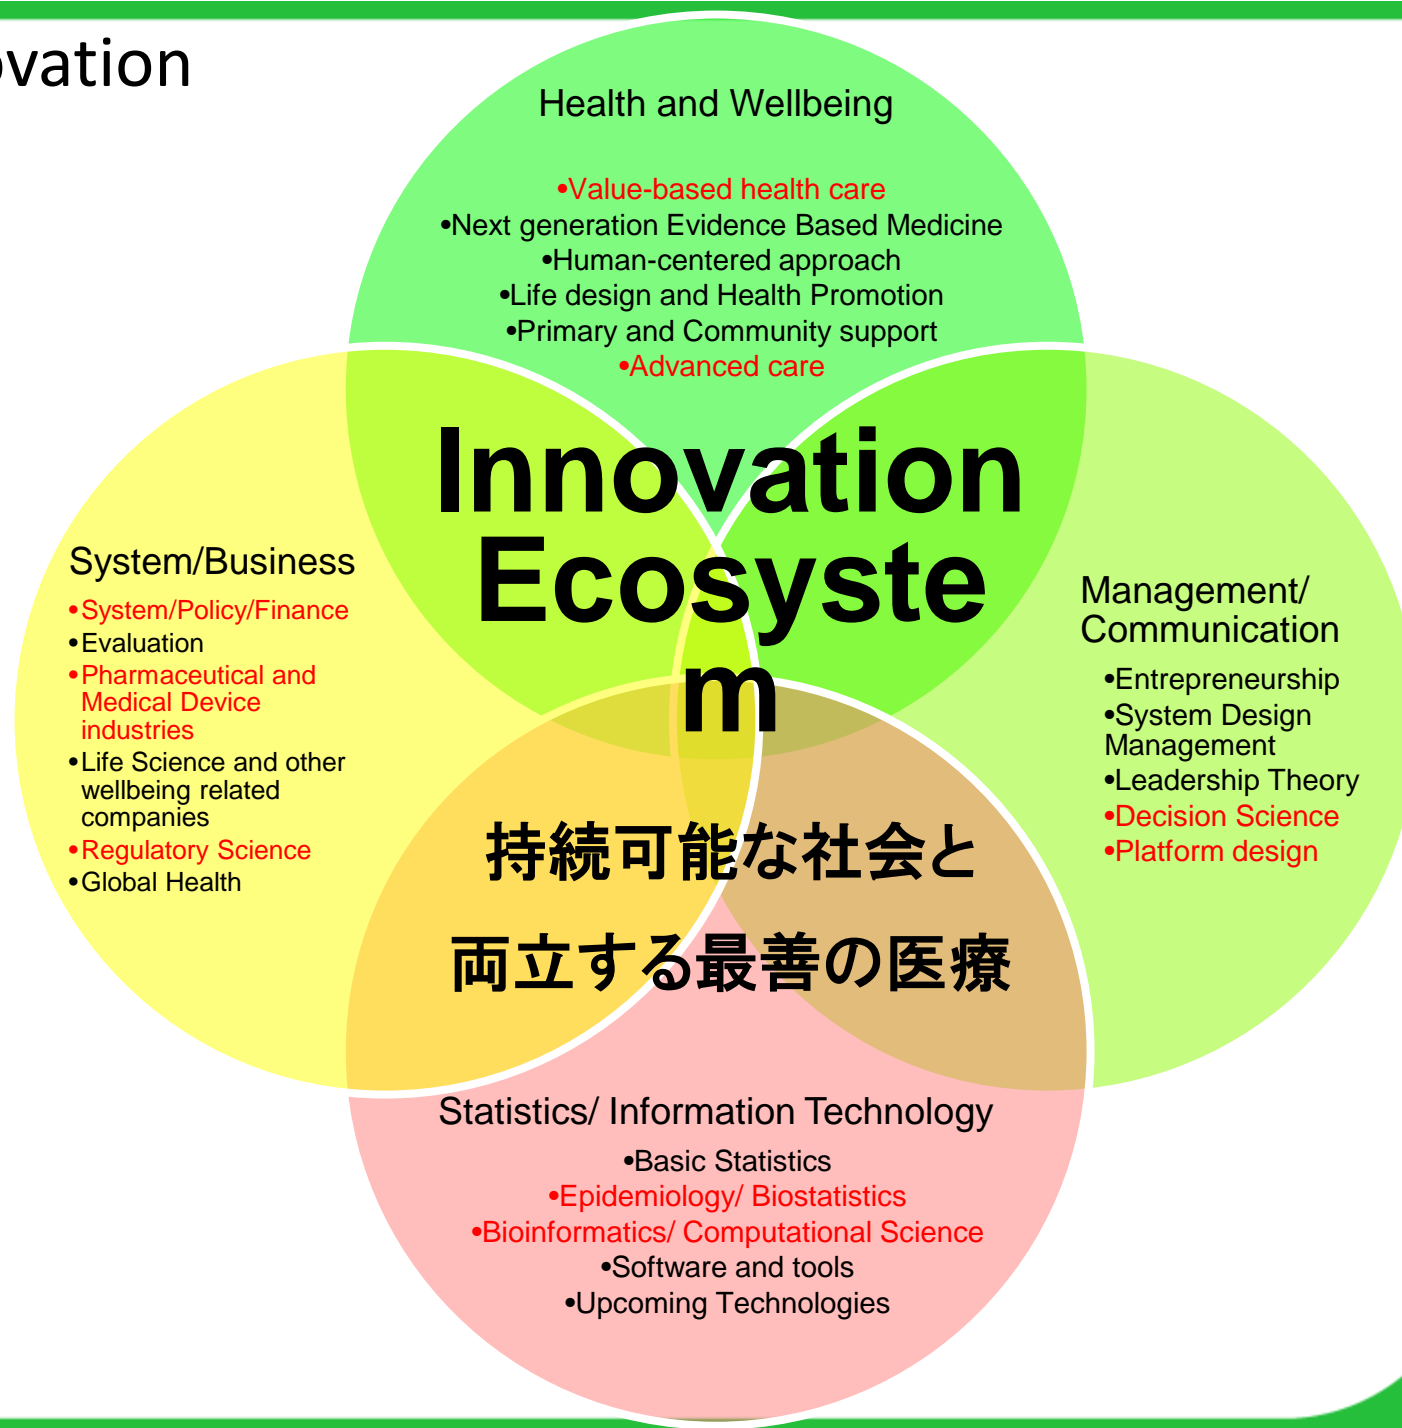 ovation
Health and Wellbeing
•Value-based health care
•Next generation Evidence Based Medicine
•Human-centered approach
•Life design and Health Promotion
•Primary and Community support
•Advanced care
Innovation
Ecosyste
m
System/Business
•System/Policy/Finance
•Evaluation
•Pharmaceutical and
Medical Device
industries
•Life Science and other
wellbeing related
companies
•Regulatory Science
•Global Health
Management/
Communication
•Entrepreneurship
•System Design
Management
•Leadership Theory
•Decision Science
•Platform design
持続可能な社会と
両立する最善の医療
Statistics/ Information Technology
•Basic Statistics
•Epidemiology/ Biostatistics
•Bioinformatics/ Computational Science
•Software and tools
•Upcoming Technologies